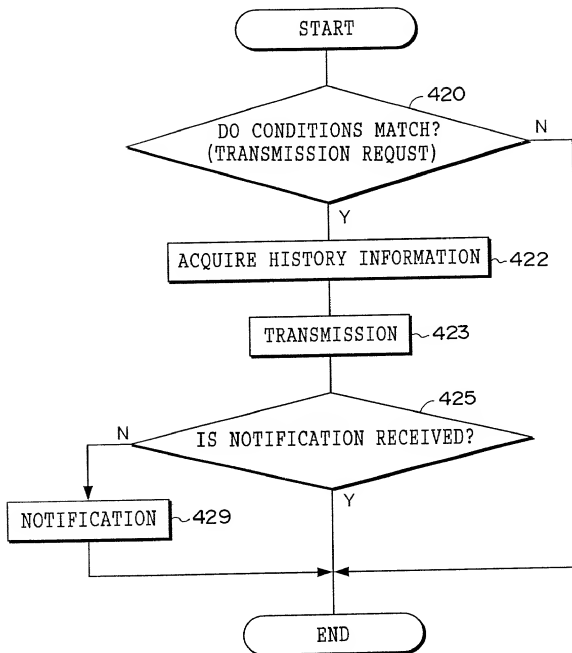 START
420
DO CONDITIONS MATCH?
(TRANSMISSION REQUST)
N
Y
ACQUIRE HISTORY INFORMATION
422
TRANSMISSION
423
425
N
IS NOTIFICATION RECEIVED?
Y
NOTIFICATION
429
END